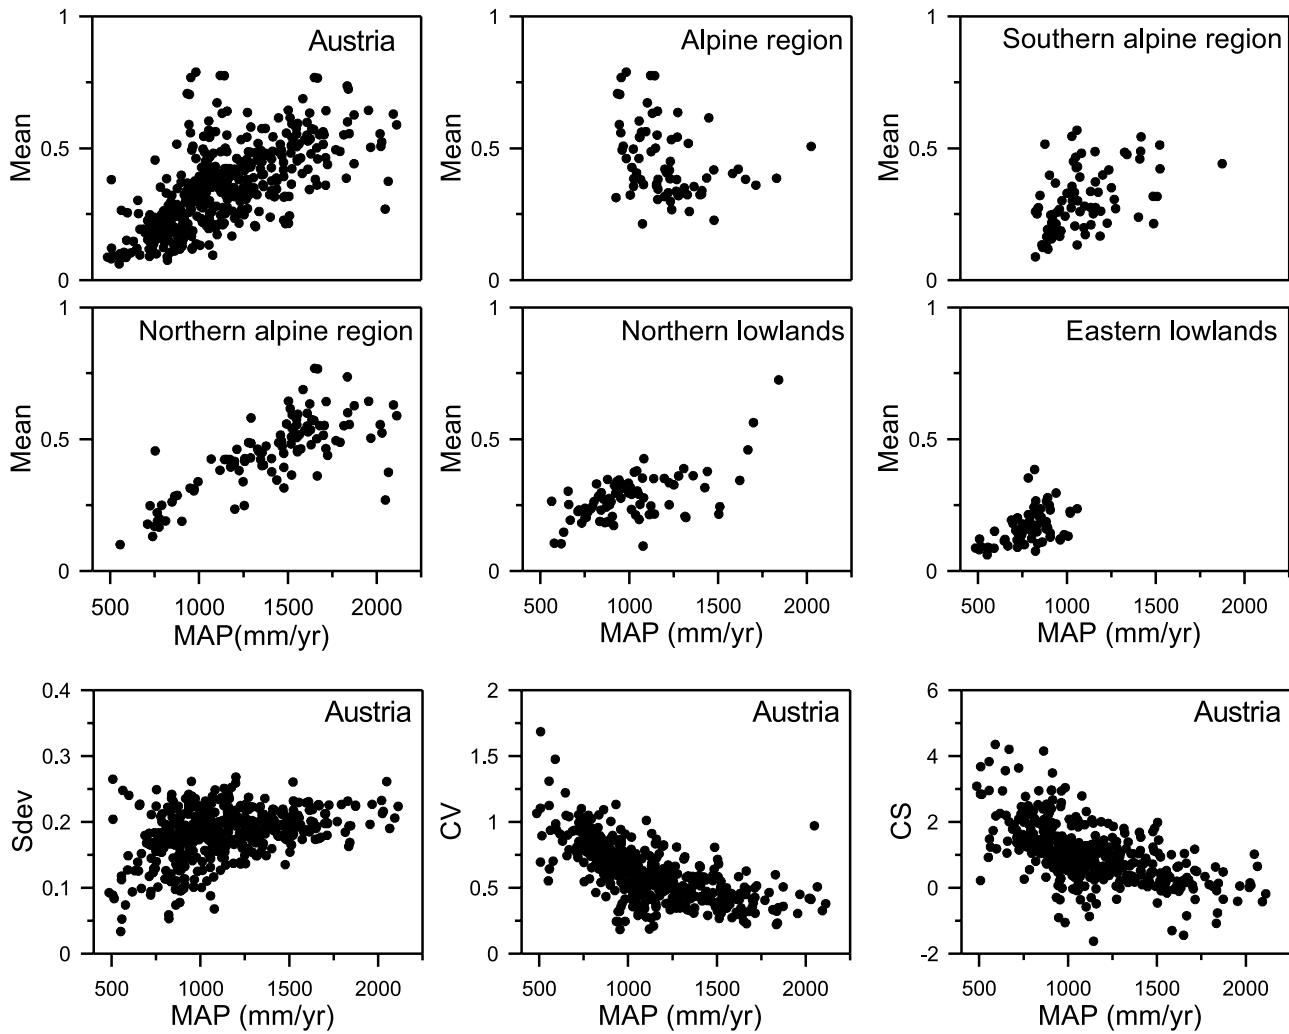 1 Austria 1 Alpine region 1 Southern alpine region
Mean 0.5 Mean 0.5 Mean 0.5
0 0 0
1 Northern alpine region 1 Northern lowlands 1 Eastern lowlands
Mean 0.5 Mean 0.5 Mean 0.5
0 0 0
500 1000 1500 2000 500 1000 1500 2000 500 1000 1500 2000
MAP(mm/yr) MAP (mm/yr) MAP (mm/yr)
0.4 Austria 2 Austria 6 Austria
0.3 1.5 4
Sdev 0.2 CV 1 CS 2
0.1 0.5 0
0 0 -2
500 1000 1500 2000 500 1000 1500 2000 500 1000 1500 2000
MAP (mm/yr) MAP (mm/yr) MAP (mm/yr)